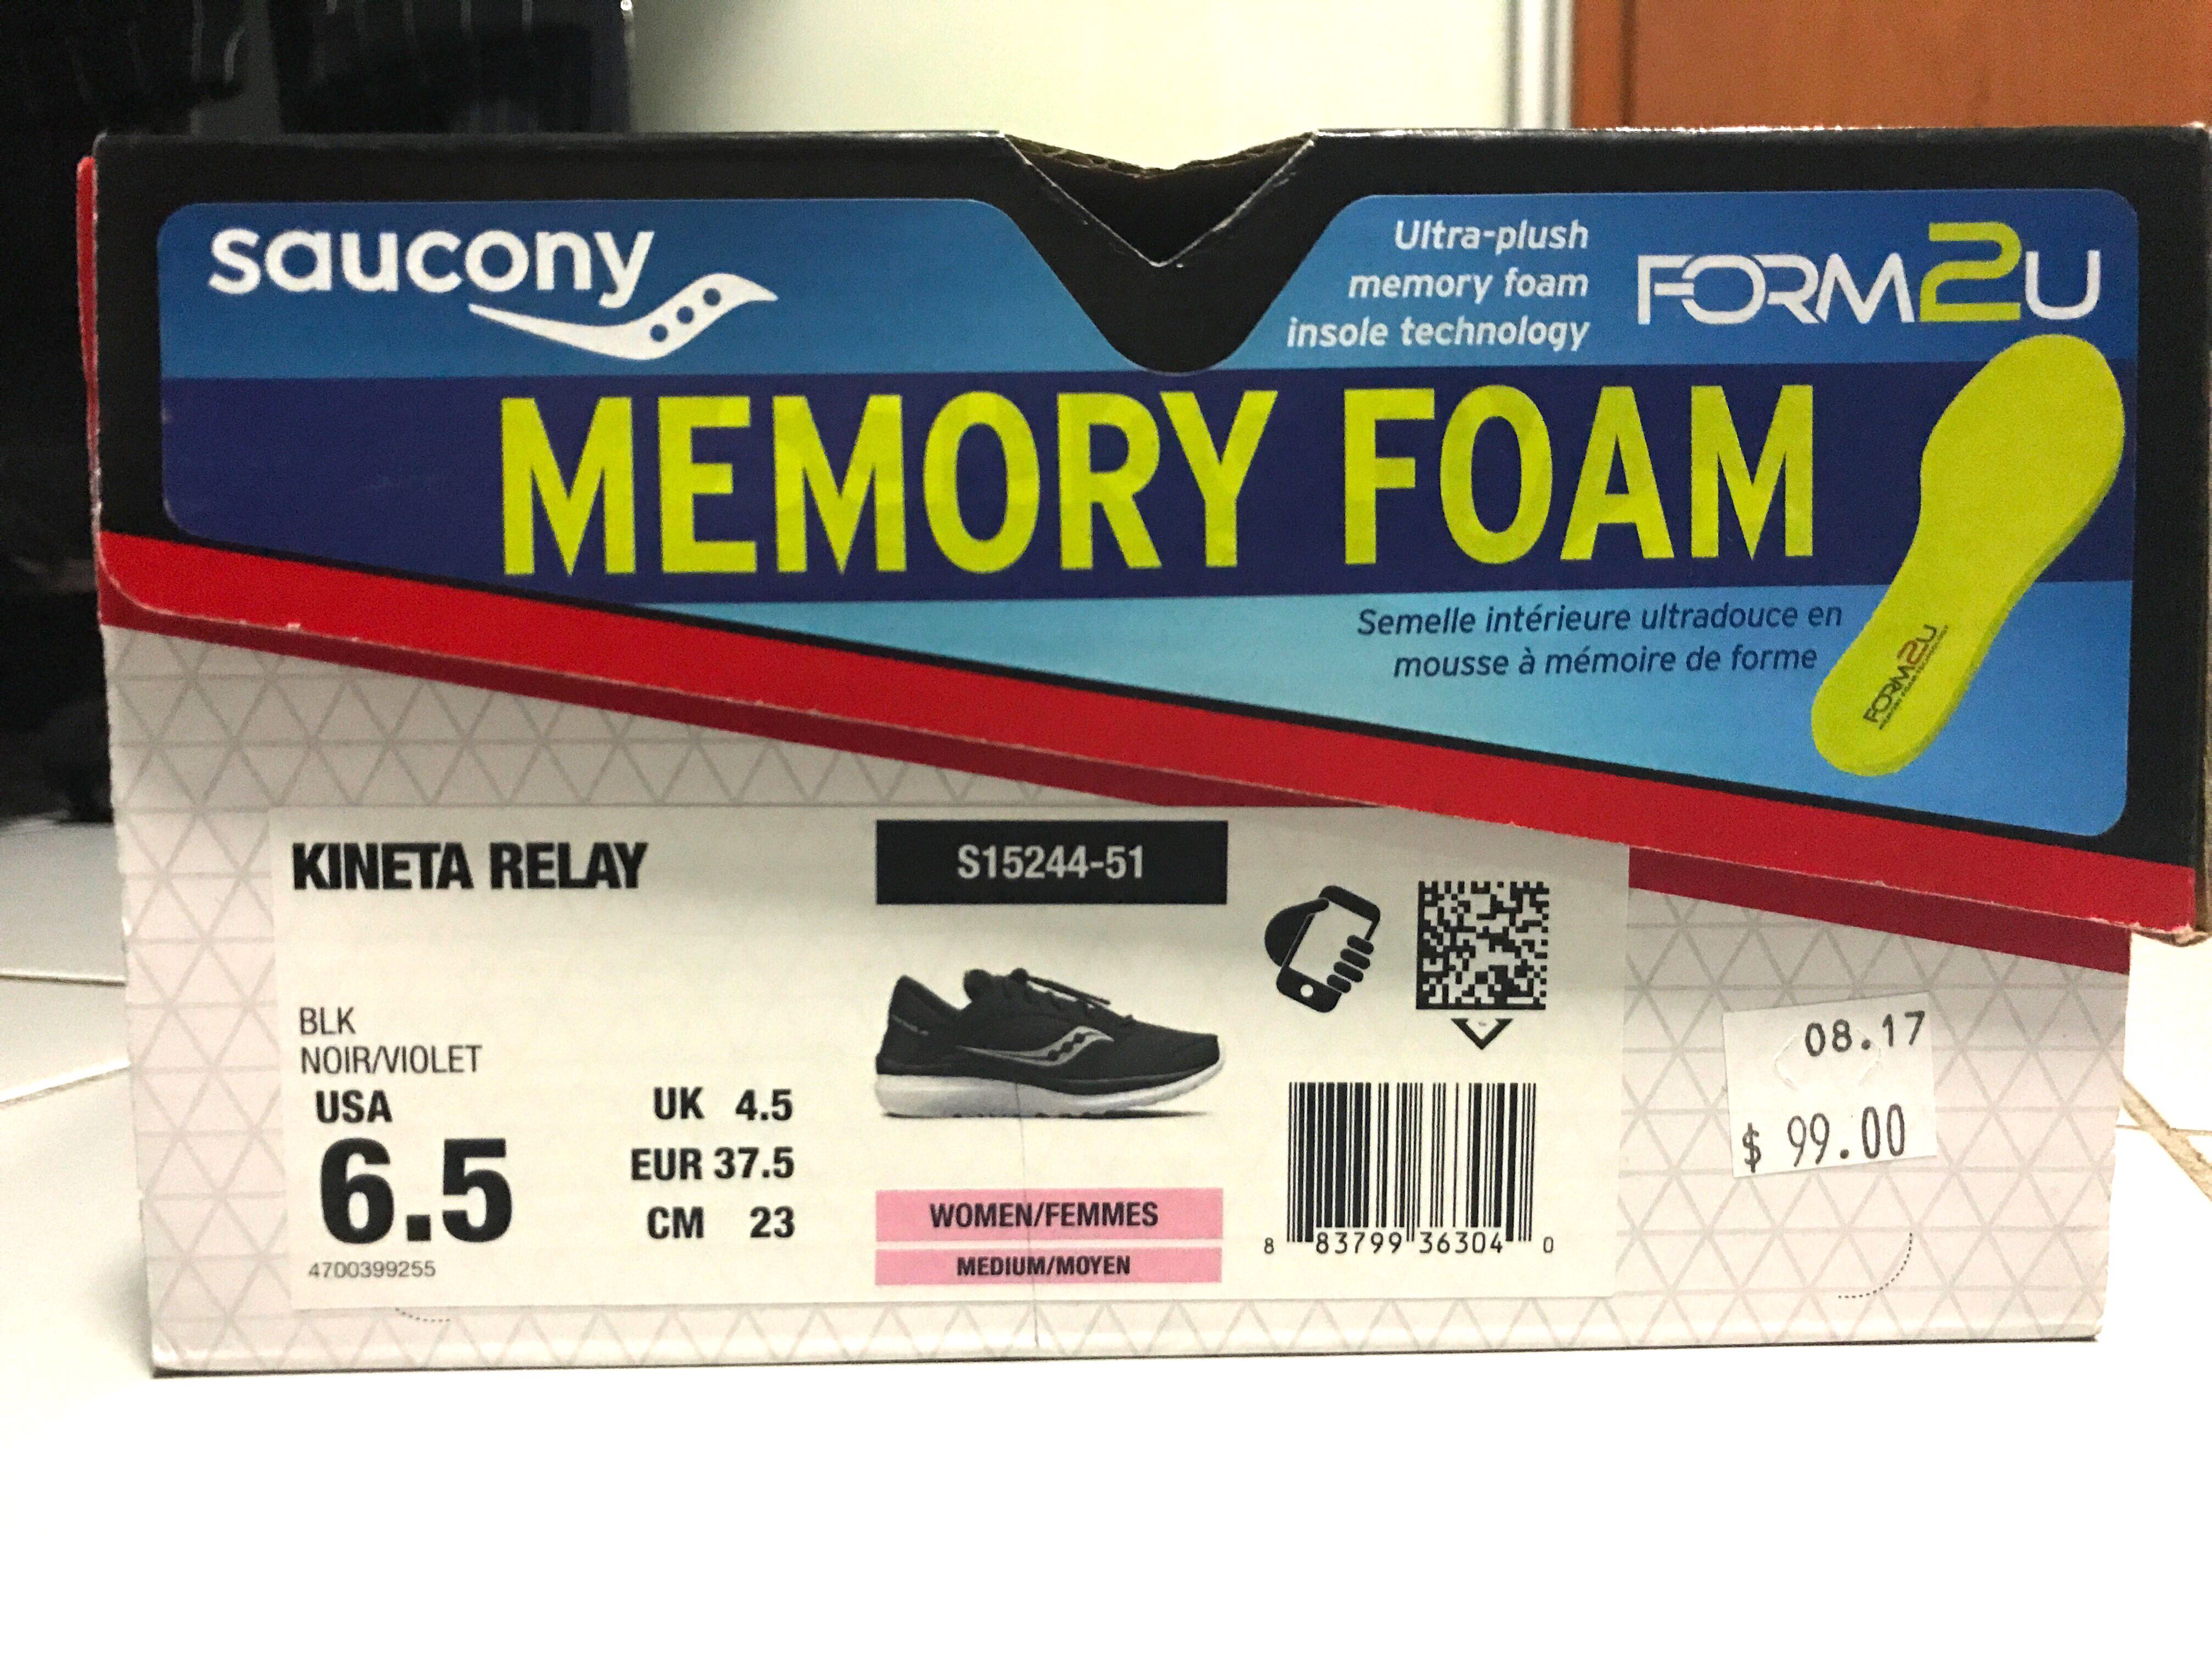 saucony
Ultra-plush
memory foam
insole technology
FORM2U
MEMORY FOAM
Semelle intérieure ultradouce en
mousse à mémoire de forme
FORM2U
KINETA RELAY
S15244-51
BLK
NOIR/VIOLET
USA
6.5
4700399255
UK 4.5
EUR 37.5
CM 23
WOMEN/FEMMES
MEDIUM/MOYEN
8 83799 36304 0
08.17
$ 99.00